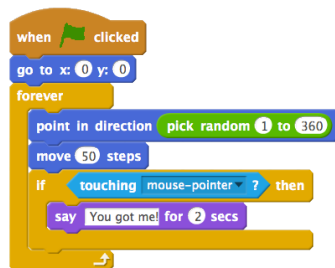 when clicked
go to x: 0 y: 0
forever
point in direction pick random 1 to 360
move 50 steps
if touching mouse-pointer ? then
say You got me! for 2 secs